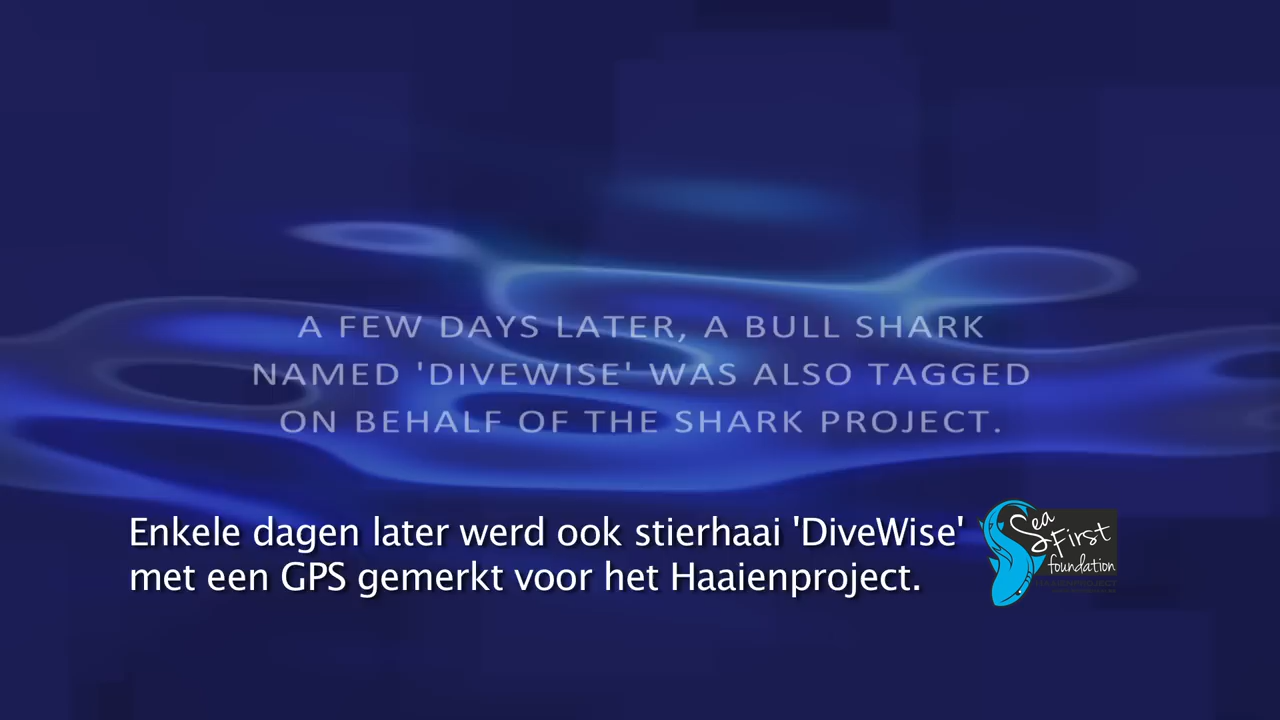 A FEW DAYS LATER, A BULL SHARK
NAMED 'DIVEWISE' WAS ALSO TAGGED
ON BEHALF OF THE SHARK PROJECT.
Enkele dagen later werd ook stierhaai 'DiveWise'
met een GPS gemerkt voor het Haaienproject.
Sea
First
foundation